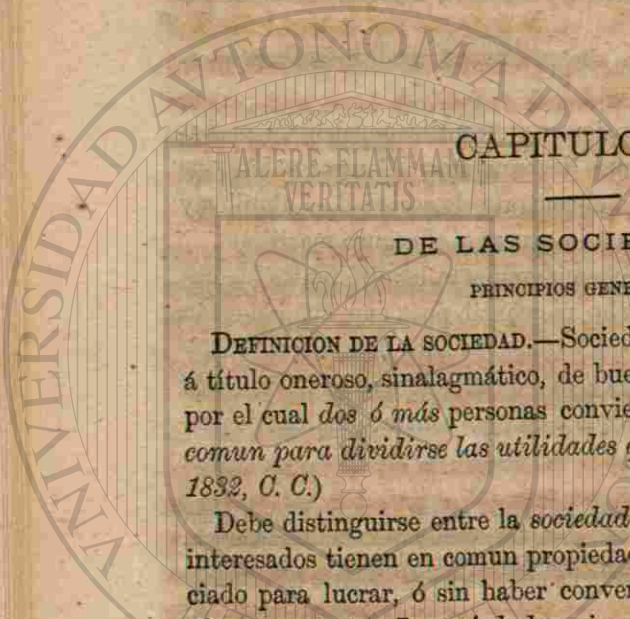 CAPITULO
DE LAS SOCIE
PRINCIPIOS GENE
DEFINICION DE LA SOCIEDAD.—Socied
á título oneroso, sinalagmático, de bue
por el cual dos ó más personas convie
comun para dividirse las utilidades
1832, C. C.)
Debe distinguirse entre la sociedad
interesados tienen en comun propieda
ciado para lucrar, ó sin haber conver
UNIVERSIDAD AUTONOMA D
ALERE FLAMMAM
VERITATIS